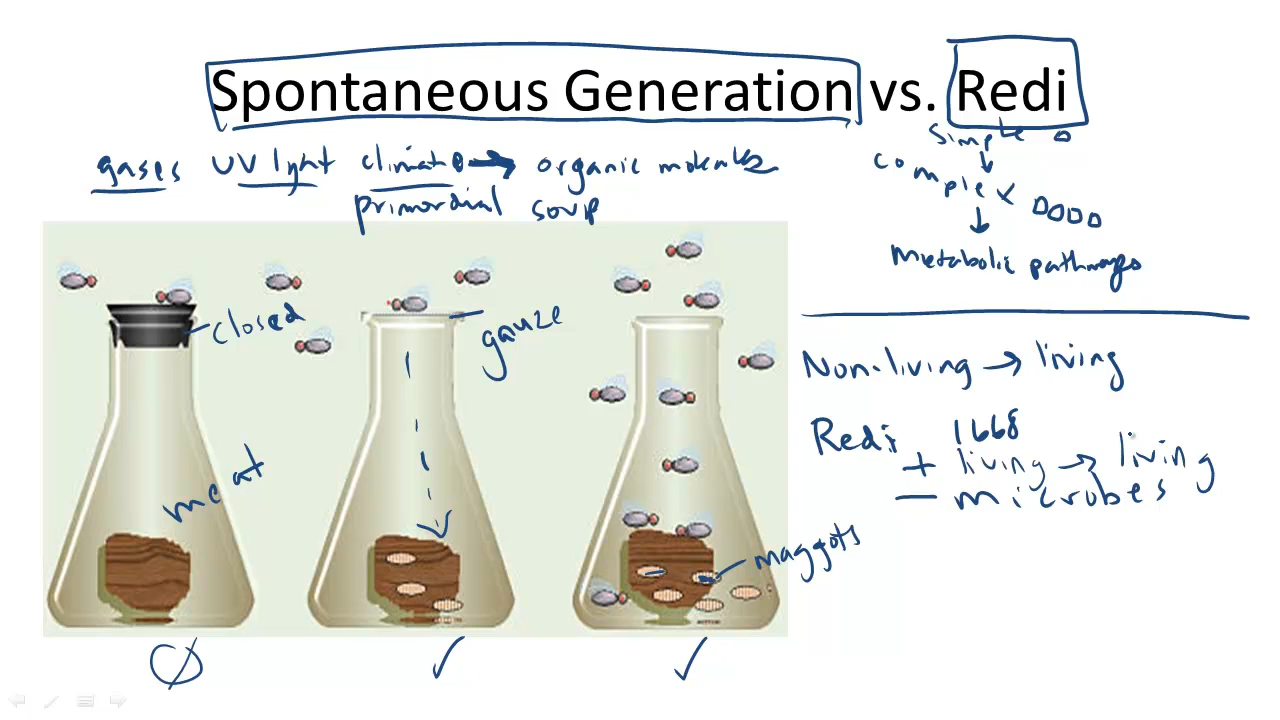 Spontaneous Generation vs. Redi
gases UV light climate → organic molecules
primordial soup
simple
↓
complex
↓
Metabolic pathways
closed
gauze
meat
maggots
Non-living → living
Redi 1668
+ living → living
- microbes
∅ ✓ ✓